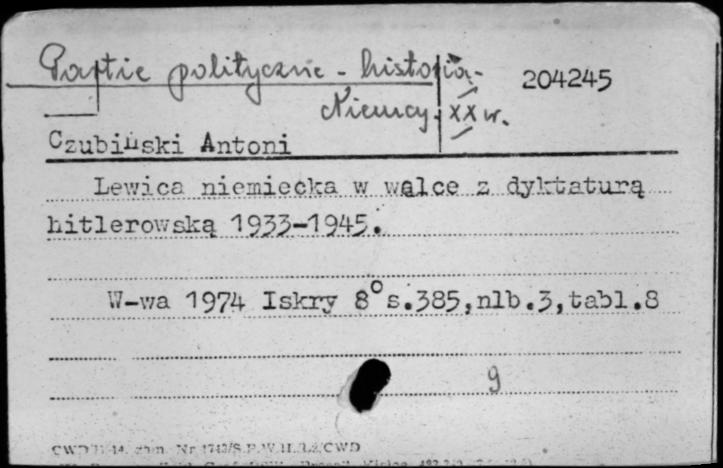 Partie polityczne - historia -
204245
Niemcy. XX w.
Czubiński Antoni
Lewica niemiecka w walce z dyktaturą
hitlerowską 1933-1945.
W-wa 1974 Iskry 8° s.385,nlb.3,tabl.8
9
CWD